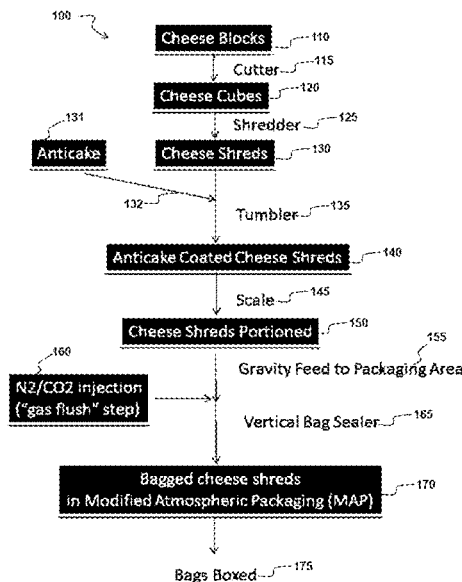 100
Cheese Blocks
110
Cutter
115
Cheese Cubes
120
Shredder
125
131
Anticake
Cheese Shreds
130
132
Tumbler
135
Anticake Coated Cheese Shreds
140
Scale
145
Cheese Shreds Portioned
150
155
Gravity Feed to Packaging Area
160
N2/CO2 injection
("gas flush" step)
Vertical Bag Sealer
165
Bagged cheese shreds
in Modified Atmospheric Packaging (MAP)
170
Bags Boxed
175